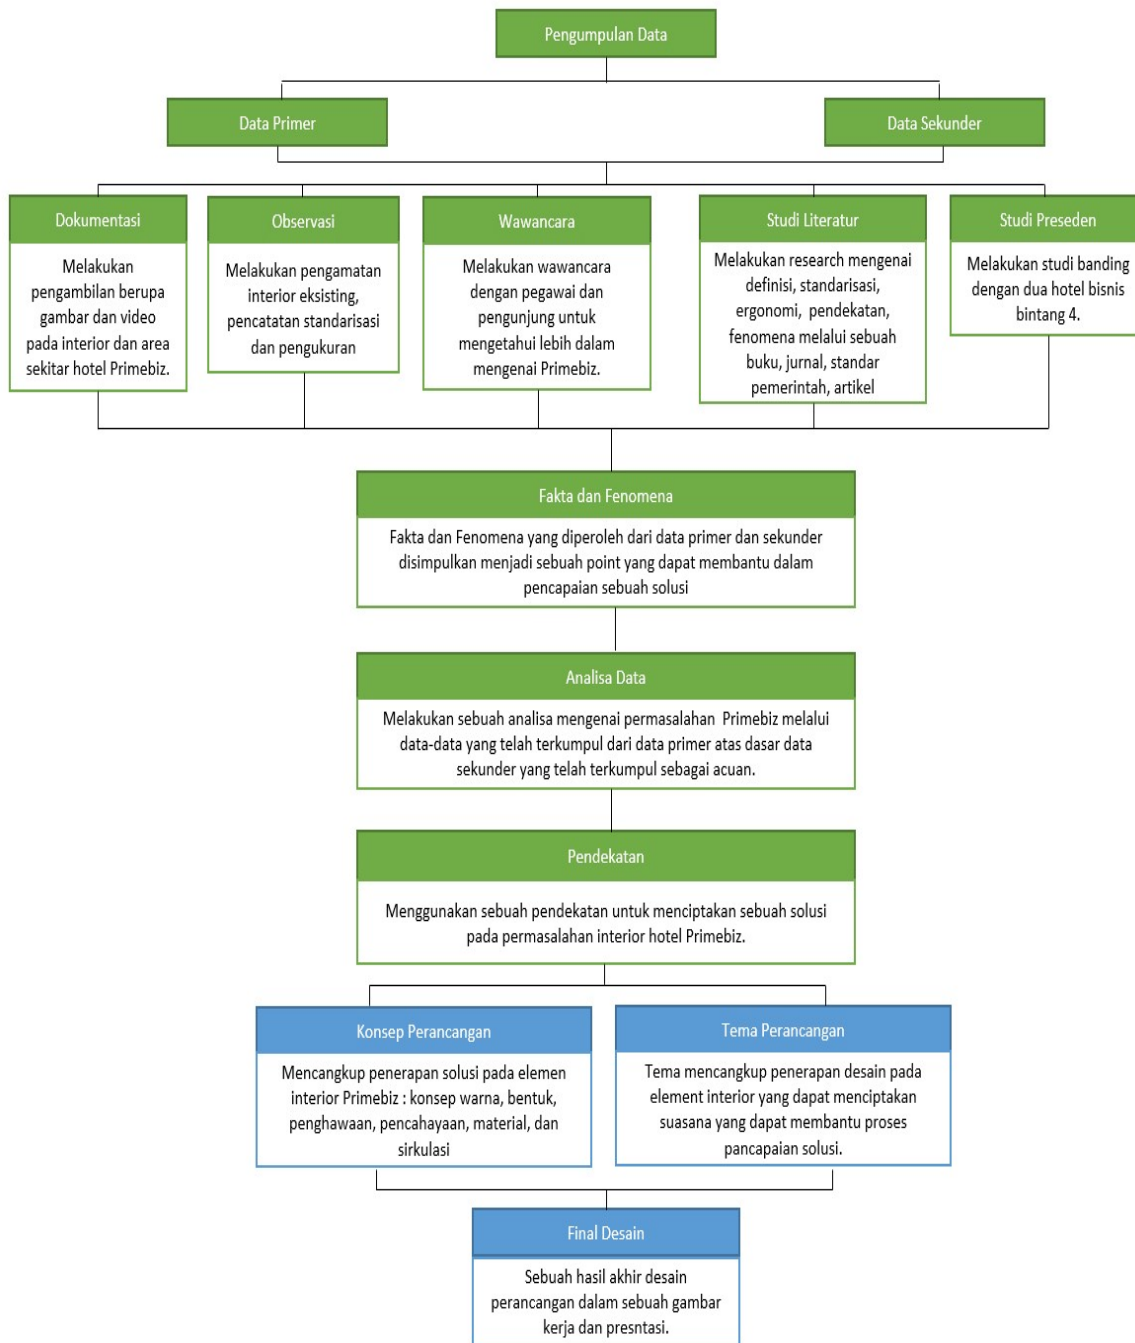 Pengumpulan Data
Data Primer
Data Sekunder
Dokumentasi
Melakukan
pengambilan berupa
gambar dan video
pada interior dan area
sekitar hotel Primebiz.
Observasi
Melakukan pengamatan
interior eksisting,
pencatatan standarisasi
dan pengukuran
Wawancara
Melakukan wawancara
dengan pegawai dan
pengunjung untuk
mengetahui lebih dalam
mengenai Primebiz.
Studi Literatur
Melakukan research mengenai
definisi, standarisasi,
ergonomi, pendekatan,
fenomena melalui sebuah
buku, jurnal, standar
pemerintah, artikel
Studi Preseden
Melakukan studi banding
dengan dua hotel bisnis
bintang 4.
Fakta dan Fenomena
Fakta dan Fenomena yang diperoleh dari data primer dan sekunder
disimpulkan menjadi sebuah point yang dapat membantu dalam
pencapaian sebuah solusi
Analisa Data
Melakukan sebuah analisa mengenai permasalahan Primebiz melalui
data-data yang telah terkumpul dari data primer atas dasar data
sekunder yang telah terkumpul sebagai acuan.
Pendekatan
Menggunakan sebuah pendekatan untuk menciptakan sebuah solusi
pada permasalahan interior hotel Primebiz.
Konsep Perancangan
Mencangkup penerapan solusi pada elemen
interior Primebiz : konsep warna, bentuk,
penghawaan, pencahayaan, material, dan
sirkulasi
Tema Perancangan
Tema mencangkup penerapan desain pada
element interior yang dapat menciptakan
suasana yang dapat membantu proses
pancapaian solusi.
Final Desain
Sebuah hasil akhir desain
perancangan dalam sebuah gambar
kerja dan presntasi.